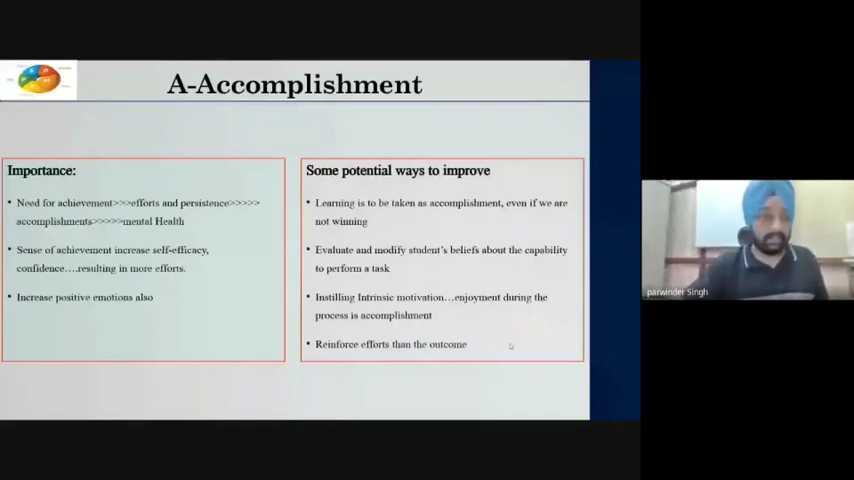 A-Accomplishment
Importance:
• Need for achievement>>>efforts and persistence>>>>>
accomplishments>>>>>mental Health
• Sense of achievement increase self-efficacy,
confidence….resulting in more efforts.
• Increase positive emotions also
Some potential ways to improve
• Learning is to be taken as accomplishment, even if we are
not winning
• Evaluate and modify student's beliefs about the capability
to perform a task
• Instilling Intrinsic motivation…enjoyment during the
process is accomplishment
• Reinforce efforts than the outcome
parwinder Singh